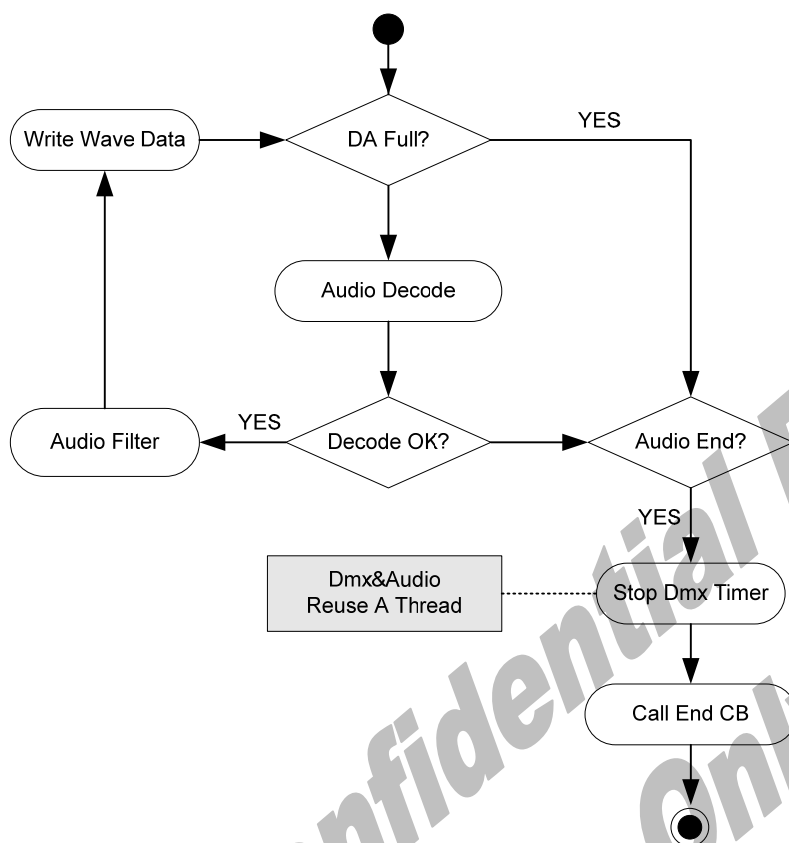 DA Full?
YES
Write Wave Data
Audio Decode
Audio Filter
YES
Decode OK?
Audio End?
YES
Dmx&Audio
Reuse A Thread
Stop Dmx Timer
Call End CB